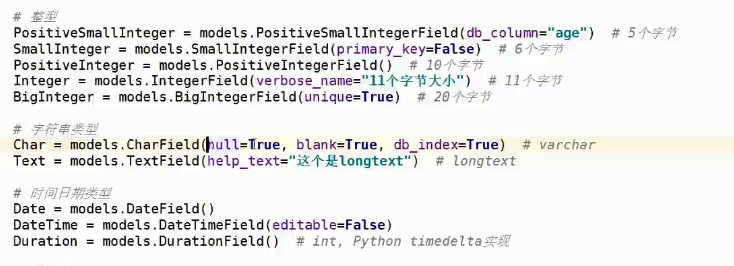 # 整型
PositiveSmallInteger = models.PositiveSmallIntegerField(db_column="age")  # 5个字节
SmallInteger = models.SmallIntegerField(primary_key=False)  # 6个字节
PositiveInteger = models.PositiveIntegerField()  # 10个字节
Integer = models.IntegerField(verbose_name="11个字节大小")  # 11个字节
BigInteger = models.BigIntegerField(unique=True)  # 20个字节
# 字符串类型
Char = models.CharField(null=True, blank=True, db_index=True)  # varchar
Text = models.TextField(help_text="这个是longtext")  # longtext
# 时间日期类型
Date = models.DateField()
DateTime = models.DateTimeField(editable=False)
Duration = models.DurationField()  # int, Python timedelta实现